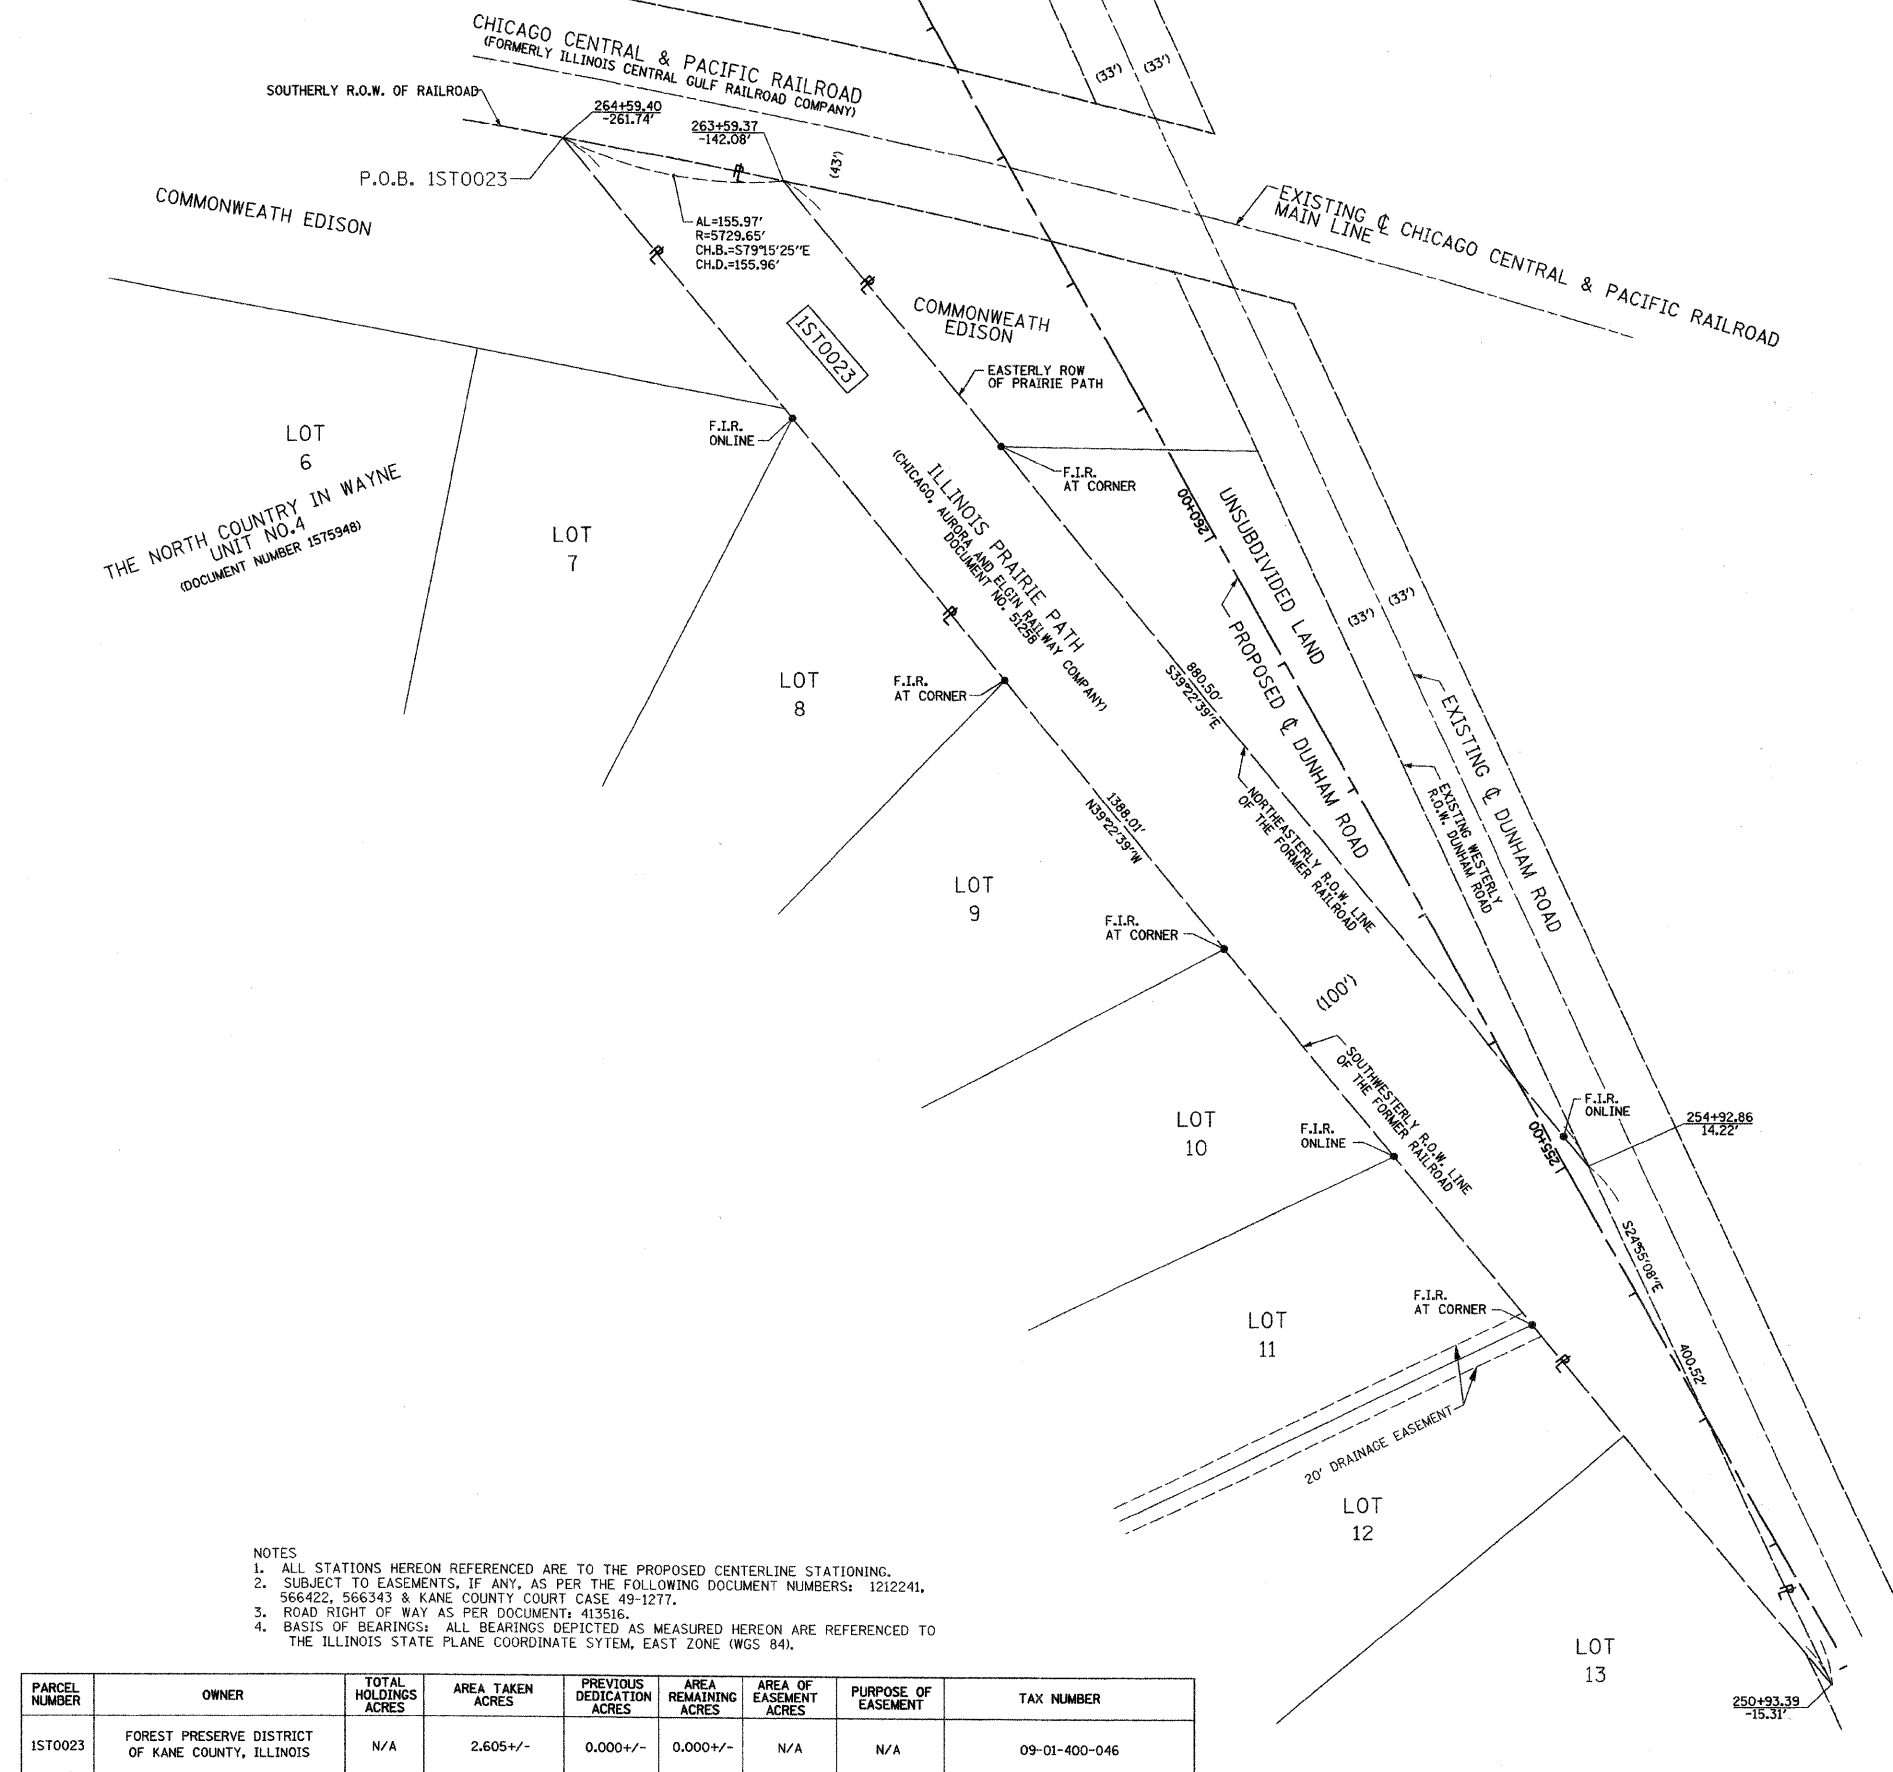 CHICAGO CENTRAL & PACIFIC RAILROAD
(FORMERLY ILLINOIS CENTRAL GULF RAILROAD COMPANY)
(33') (33')
SOUTHERLY R.O.W. OF RAILROAD
264+59.40
-261.74'
263+59.37
-142.08'
(43')
P.O.B. 1ST0023
COMMONWEATH EDISON
EXISTING ℄ CHICAGO CENTRAL & PACIFIC RAILROAD
MAIN LINE
AL=155.97'
R=5729.65'
CH.B.=S79°15'25"E
CH.D.=155.96'
1ST0023
COMMONWEATH
EDISON
EASTERLY ROW
OF PRAIRIE PATH
F.I.R.
ONLINE
F.I.R.
AT CORNER
LOT
6
THE NORTH COUNTRY IN WAYNE
UNIT NO.4
(DOCUMENT NUMBER 1575948)
LOT
7
ILLINOIS PRAIRIE PATH
(CHICAGO, AURORA AND ELGIN RAILWAY COMPANY)
DOCUMENT NO. 51258
260+00
UNSUBDIVIDED LAND
(33') (33')
PROPOSED ℄ DUNHAM ROAD
EXISTING ℄ DUNHAM ROAD
880.50'
S39°22'39"E
LOT
8
F.I.R.
AT CORNER
1388.01'
N39°22'39"W
NORTHEASTERLY R.O.W. LINE
OF THE FORMER RAILROAD
EXISTING WESTERLY
R.O.W. DUNHAM ROAD
LOT
9
F.I.R.
AT CORNER
(100')
SOUTHWESTERLY R.O.W. LINE
OF THE FORMER RAILROAD
F.I.R.
ONLINE
254+92.86
14.22'
255+00
LOT
10
F.I.R.
ONLINE
S24°55'08"E
400.52'
LOT
11
F.I.R.
AT CORNER
20' DRAINAGE EASEMENT
LOT
12
LOT
13
250+93.39
-15.31'
NOTES
1. ALL STATIONS HEREON REFERENCED ARE TO THE PROPOSED CENTERLINE STATIONING.
2. SUBJECT TO EASEMENTS, IF ANY, AS PER THE FOLLOWING DOCUMENT NUMBERS: 1212241,
566422, 566343 & KANE COUNTY COURT CASE 49-1277.
3. ROAD RIGHT OF WAY AS PER DOCUMENT: 413516.
4. BASIS OF BEARINGS: ALL BEARINGS DEPICTED AS MEASURED HEREON ARE REFERENCED TO
THE ILLINOIS STATE PLANE COORDINATE SYTEM, EAST ZONE (WGS 84).
PARCEL NUMBER OWNER TOTAL HOLDINGS ACRES AREA TAKEN ACRES PREVIOUS DEDICATION ACRES AREA REMAINING ACRES AREA OF EASEMENT ACRES PURPOSE OF EASEMENT TAX NUMBER
1ST0023 FOREST PRESERVE DISTRICT OF KANE COUNTY, ILLINOIS N/A 2.605+/- 0.000+/- 0.000+/- N/A N/A 09-01-400-046